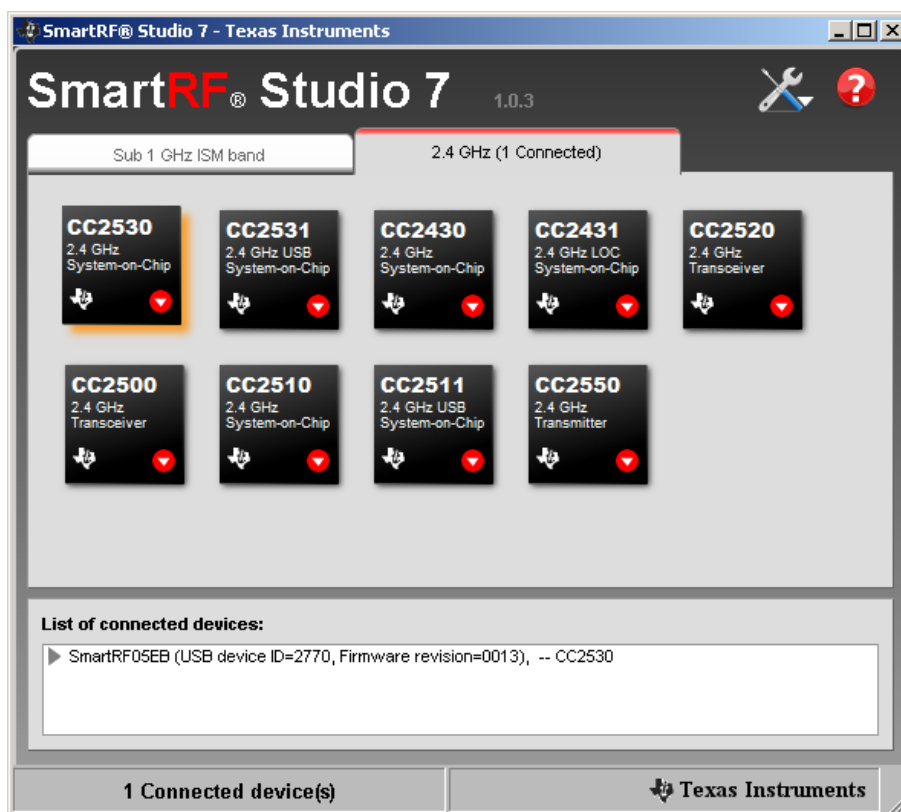 SmartRF® Studio 7 - Texas Instruments
SmartRF® Studio 7 1.0.3
Sub 1 GHz ISM band
2.4 GHz (1 Connected)
CC2530
2.4 GHz
System-on-Chip
CC2531
2.4 GHz USB
System-on-Chip
CC2430
2.4 GHz
System-on-Chip
CC2431
2.4 GHz LOC
System-on-Chip
CC2520
2.4 GHz
Transceiver
CC2500
2.4 GHz
Transceiver
CC2510
2.4 GHz
System-on-Chip
CC2511
2.4 GHz USB
System-on-Chip
CC2550
2.4 GHz
Transmitter
List of connected devices:
SmartRF05EB (USB device ID=2770, Firmware revision=0013), -- CC2530
1 Connected device(s)
Texas Instruments